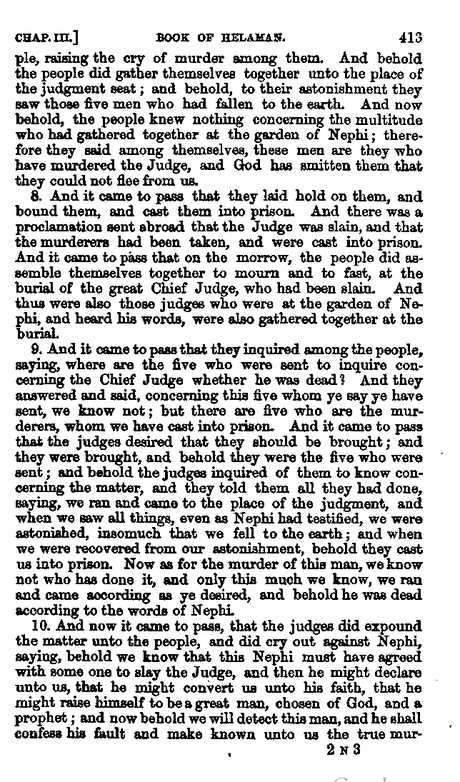 CHAP. III.] BOOK OF HELAMAN. 413
ple, raising the cry of murder among them. And behold
the people did gather themselves together unto the place of
the judgment seat; and behold, to their astonishment they
saw those five men who had fallen to the earth. And now
behold, the people knew nothing concerning the multitude
who had gathered together at the garden of Nephi; there-
fore they said among themselves, these men are they who
have murdered the Judge, and God has smitten them that
they could not flee from us.
8. And it came to pass that they laid hold on them, and
bound them, and cast them into prison. And there was a
proclamation sent abroad that the Judge was slain, and that
the murderers had been taken, and were cast into prison.
And it came to pass that on the morrow, the people did as-
semble themselves together to mourn and to fast, at the
burial of the great Chief Judge, who had been slain. And
thus were also those judges who were at the garden of Ne-
phi, and heard his words, were also gathered together at the
burial.
9. And it came to pass that they inquired among the people,
saying, where are the five who were sent to inquire con-
cerning the Chief Judge whether he was dead? And they
answered and said, concerning this five whom ye say ye have
sent, we know not; but there are five who are the mur-
derers, whom we have cast into prison. And it came to pass
that the judges desired that they should be brought; and
they were brought, and behold they were the five who were
sent; and behold the judges inquired of them to know con-
cerning the matter, and they told them all they had done,
saying, we ran and came to the place of the judgment, and
when we saw all things, even as Nephi had testified, we were
astonished, insomuch that we fell to the earth; and when
we were recovered from our astonishment, behold they cast
us into prison. Now as for the murder of this man, we know
not who has done it, and only this much we know, we ran
and came according as ye desired, and behold he was dead
according to the words of Nephi.
10. And now it came to pass, that the judges did expound
the matter unto the people, and did cry out against Nephi,
saying, behold we know that this Nephi must have agreed
with some one to slay the Judge, and then he might declare
unto us, that he might convert us unto his faith, that he
might raise himself to be a great man, chosen of God, and a
prophet; and now behold we will detect this man, and he shall
confess his fault and make known unto us the true mur-
2 N 3